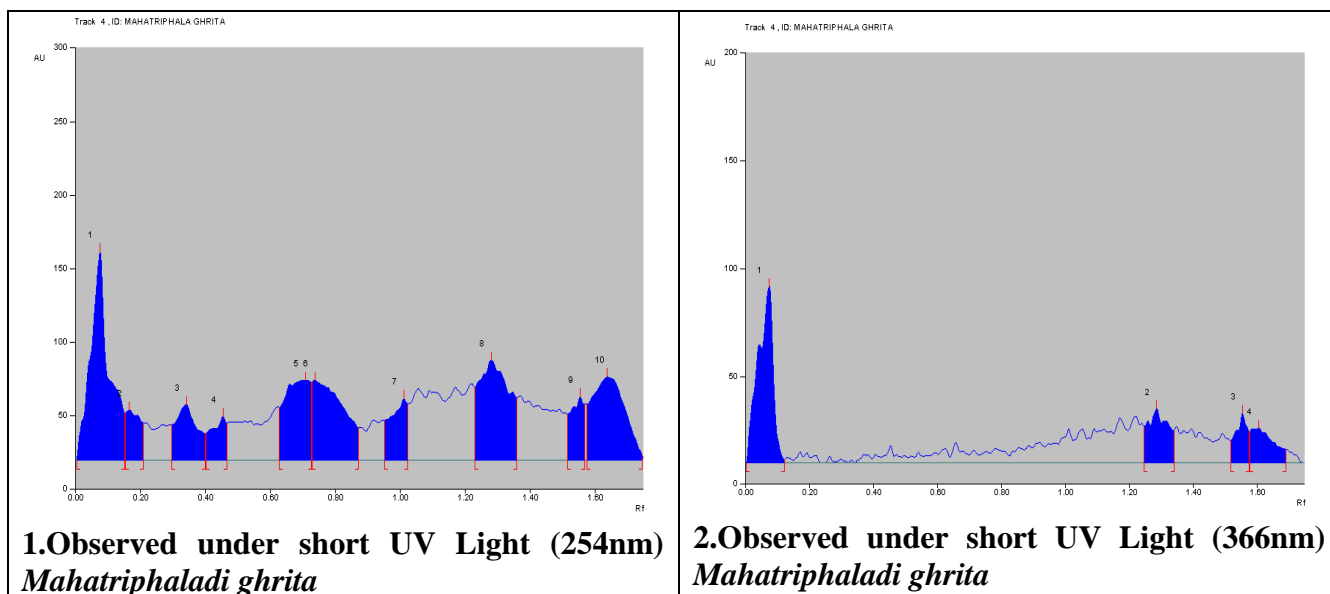 Track 4 , ID: MAHATRIPHALA GHRITA
300
AU
250
200
150
100
50
0
1
3
4
5 6
7
8
9
10
0.00 0.20 0.40 0.60 0.80 1.00 1.20 1.40 1.60
Rf
1.Observed under short UV Light (254nm)
Mahatriphaladi ghrita
Track 4 , ID: MAHATRIPHALA GHRITA
200
AU
150
100
50
0
1
2
3
4
0.00 0.20 0.40 0.60 0.80 1.00 1.20 1.40 1.60
Rf
2.Observed under short UV Light (366nm)
Mahatriphaladi ghrita